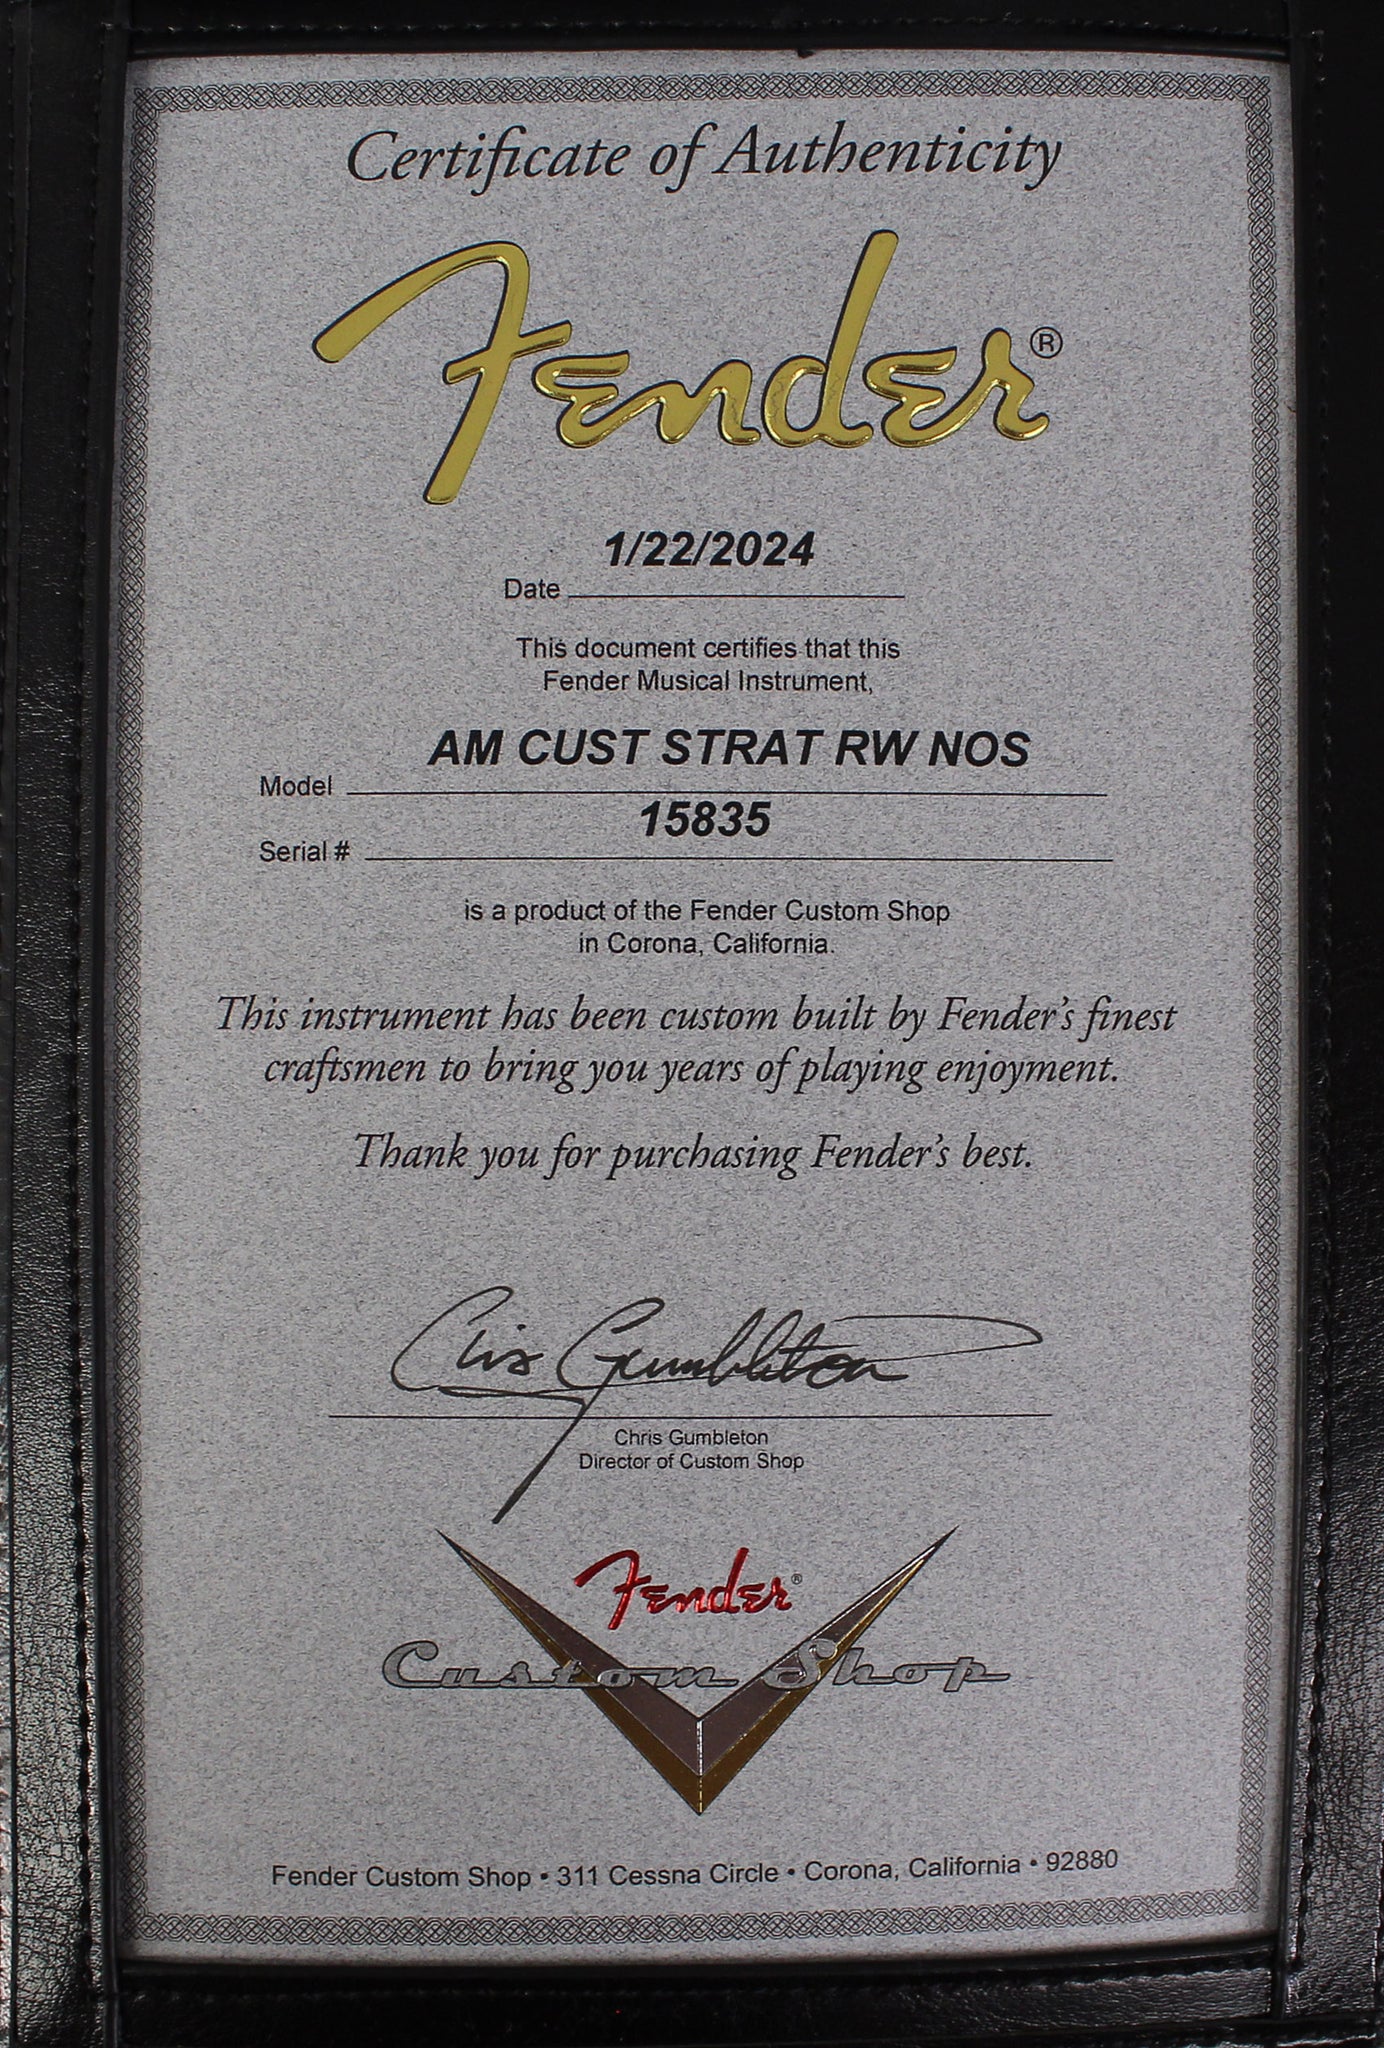 Certificate of Authenticity
Fender®
1/22/2024
Date
This document certifies that this
Fender Musical Instrument,
AM CUST STRAT RW NOS
Model
15835
Serial #
is a product of the Fender Custom Shop
in Corona, California.
This instrument has been custom built by Fender's finest
craftsmen to bring you years of playing enjoyment.
Thank you for purchasing Fender's best.
Chris Gumbleton
Chris Gumbleton
Director of Custom Shop
Fender®
Custom Shop
Fender Custom Shop • 311 Cessna Circle • Corona, California • 92880